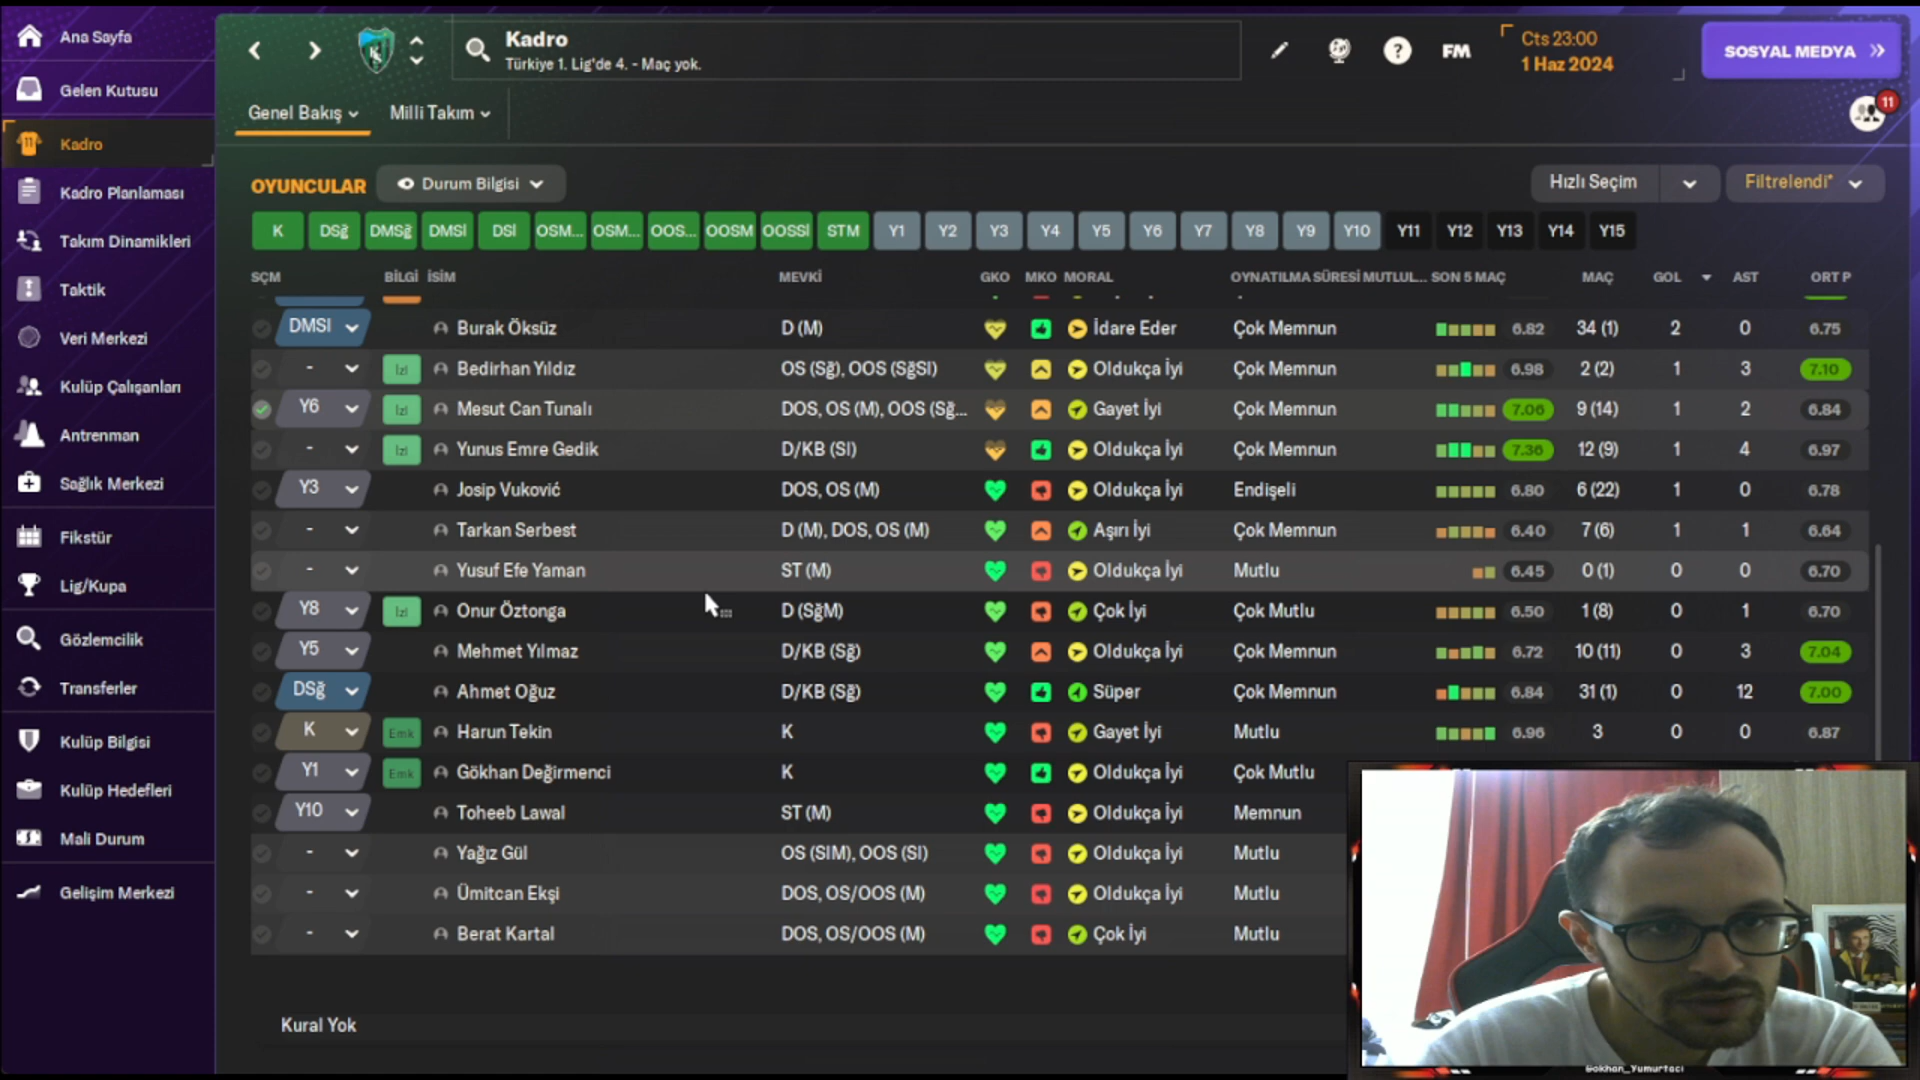 Ana Sayfa
Gelen Kutusu
Kadro
Kadro Planlaması
Takım Dinamikleri
Taktik
Veri Merkezi
Kulüp Çalışanları
Antrenman
Sağlık Merkezi
Fikstür
Lig/Kupa
Gözlemcilik
Transferler
Kulüp Bilgisi
Kulüp Hedefleri
Mali Durum
Gelişim Merkezi
Kadro
Türkiye 1. Lig'de 4. - Maç yok.
FM
Cts 23:00
1 Haz 2024
SOSYAL MEDYA
11
Genel Bakış Milli Takım
OYUNCULAR Durum Bilgisi Hızlı Seçim Filtrelendi*
K DSğ DMSğ DMSl DSl OSM... OSM... OOS... OOSM OOSSl STM Y1 Y2 Y3 Y4 Y5 Y6 Y7 Y8 Y9 Y10 Y11 Y12 Y13 Y14 Y15
SÇM BİLGİ İSİM MEVKİ GKO MKO MORAL OYNATILMA SÜRESİ MUTLUL... SON 5 MAÇ MAÇ GOL AST ORT P
DMSl Burak Öksüz D (M) İdare Eder Çok Memnun 6.82 34 (1) 2 0 6.75
- İzl Bedirhan Yıldız OS (Sğ), OOS (SğSl) Oldukça İyi Çok Memnun 6.98 2 (2) 1 3 7.10
Y6 İzl Mesut Can Tunalı DOS, OS (M), OOS (Sğ... Gayet İyi Çok Memnun 7.06 9 (14) 1 2 6.84
- İzl Yunus Emre Gedik D/KB (Sl) Oldukça İyi Çok Memnun 7.36 12 (9) 1 4 6.97
Y3 Josip Vuković DOS, OS (M) Oldukça İyi Endişeli 6.80 6 (22) 1 0 6.78
- Tarkan Serbest D (M), DOS, OS (M) Aşırı İyi Çok Memnun 6.40 7 (6) 1 1 6.64
- Yusuf Efe Yaman ST (M) Oldukça İyi Mutlu 6.45 0 (1) 0 0 6.70
Y8 İzl Onur Öztonga D (SğM) Çok İyi Çok Mutlu 6.50 1 (8) 0 1 6.70
Y5 Mehmet Yılmaz D/KB (Sğ) Oldukça İyi Çok Memnun 6.72 10 (11) 0 3 7.04
DSğ Ahmet Oğuz D/KB (Sğ) Süper Çok Memnun 6.84 31 (1) 0 12 7.00
K Emk Harun Tekin K Gayet İyi Mutlu 6.96 3 0 0 6.87
Y1 Emk Gökhan Değirmenci K Oldukça İyi Çok Mutlu
Y10 Toheeb Lawal ST (M) Oldukça İyi Memnun
- Yağız Gül OS (SlM), OOS (Sl) Oldukça İyi Mutlu
- Ümitcan Ekşi DOS, OS/OOS (M) Oldukça İyi Mutlu
- Berat Kartal DOS, OS/OOS (M) Çok İyi Mutlu
Kural Yok
Gokhan_Yumurtaci